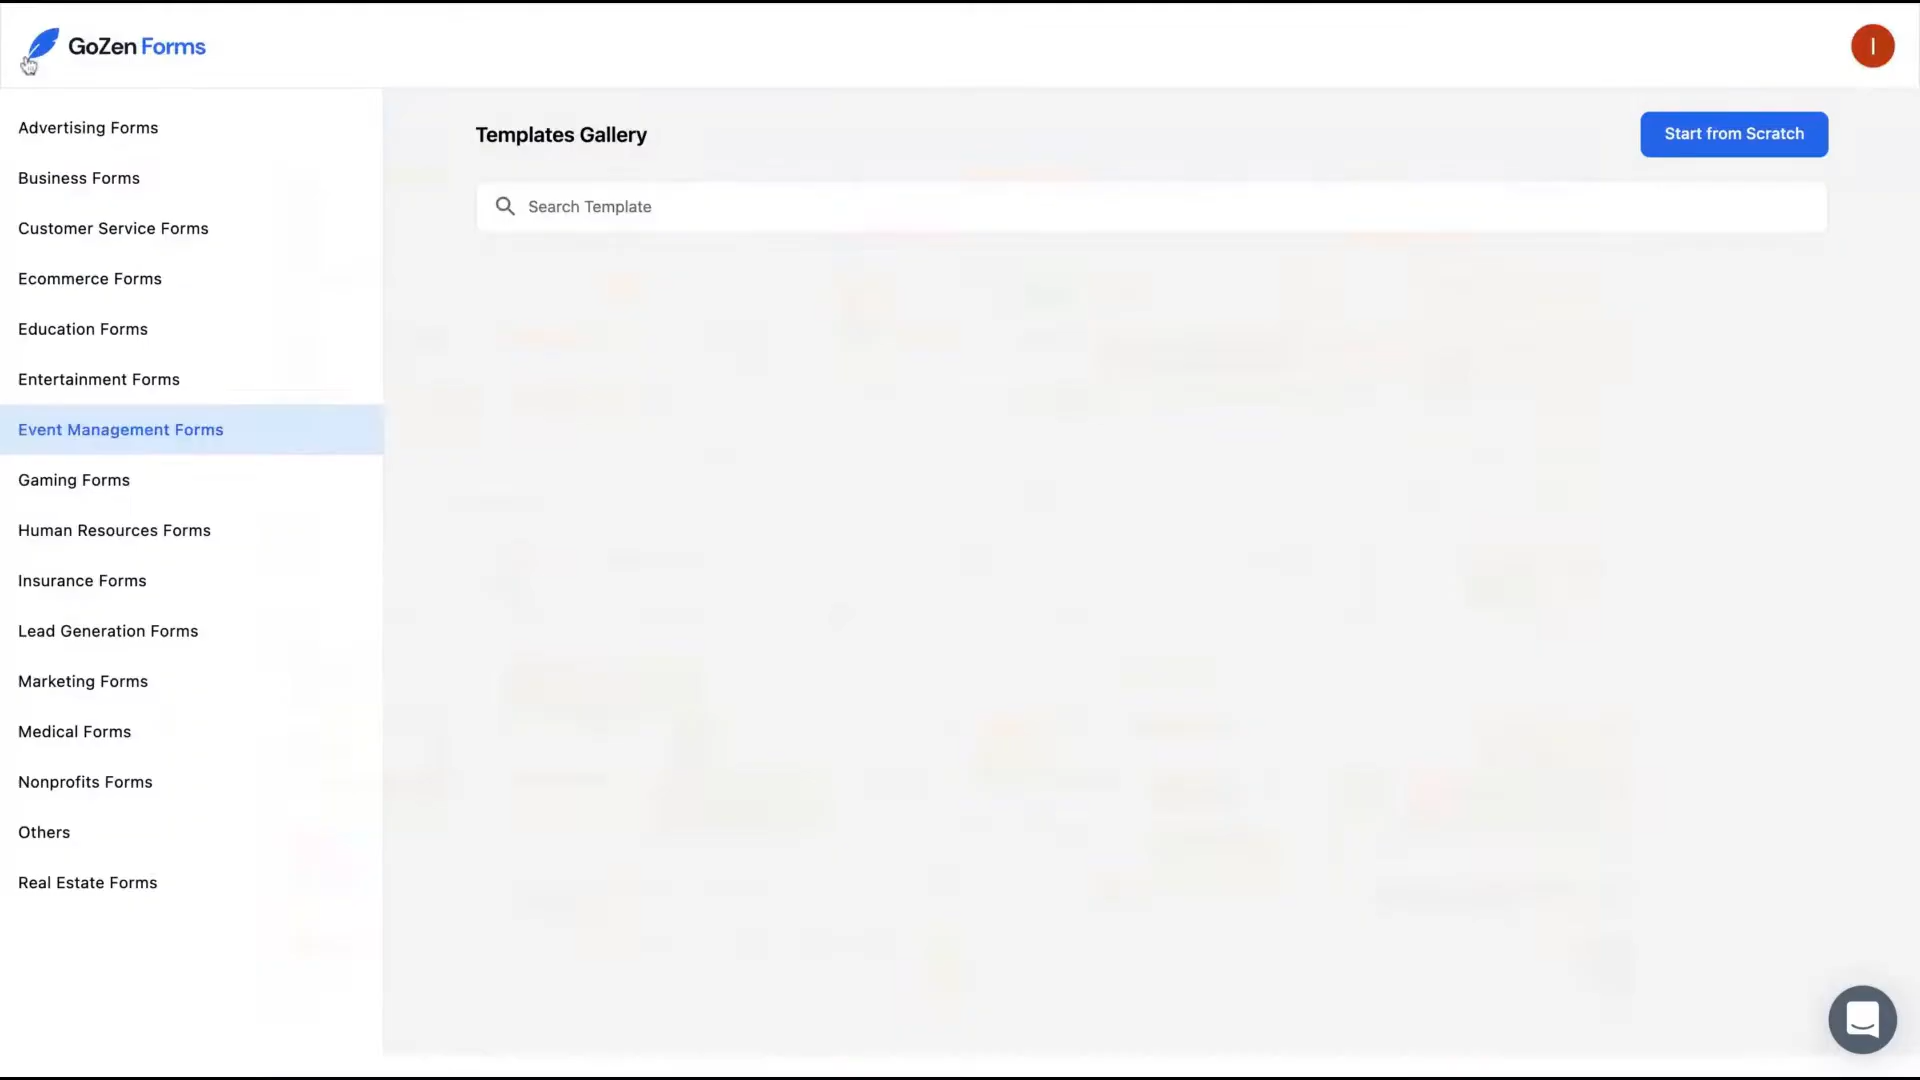 GoZen Forms
I
Advertising Forms
Business Forms
Customer Service Forms
Ecommerce Forms
Education Forms
Entertainment Forms
Event Management Forms
Gaming Forms
Human Resources Forms
Insurance Forms
Lead Generation Forms
Marketing Forms
Medical Forms
Nonprofits Forms
Others
Real Estate Forms
Templates Gallery
Start from Scratch
Search Template